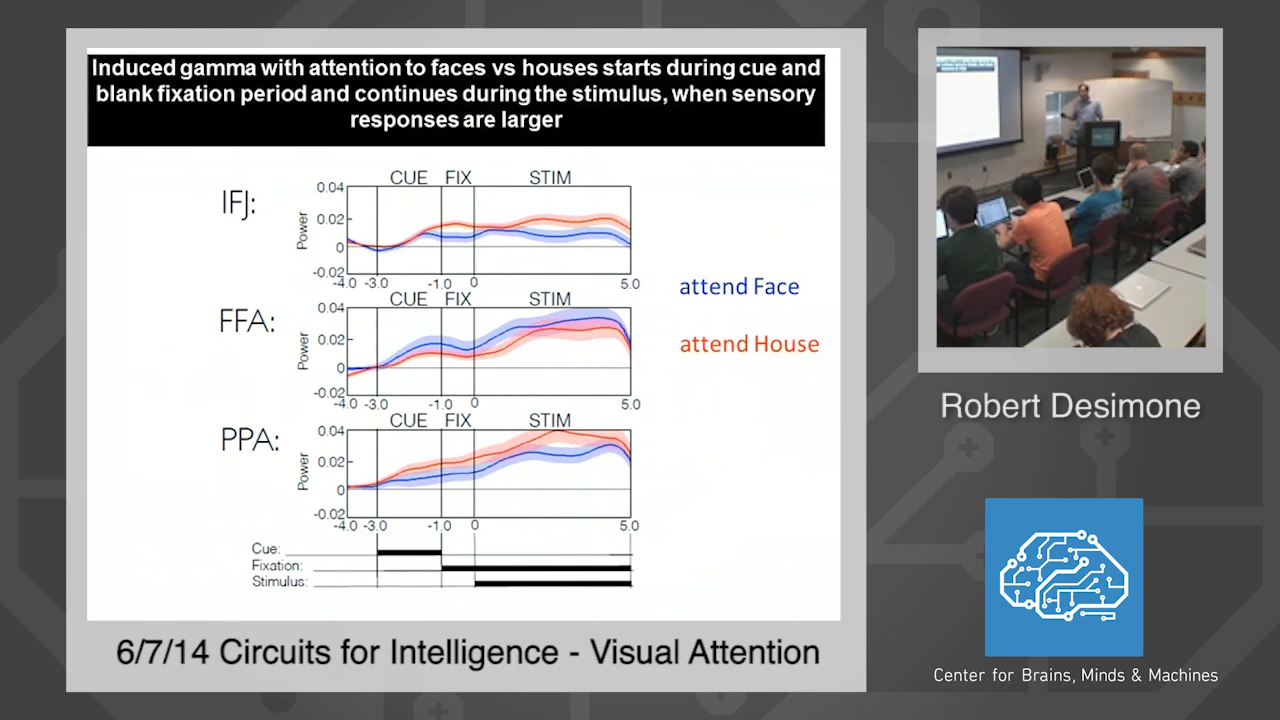 Induced gamma with attention to faces vs houses starts during cue and
blank fixation period and continues during the stimulus, when sensory
responses are larger
IFJ:
CUE FIX STIM
Power
0.04
0.02
0
-0.02
-4.0 -3.0 -1.0 0 5.0
FFA:
CUE FIX STIM
Power
0.04
0.02
0
-0.02
-4.0 -3.0 -1.0 0 5.0
PPA:
CUE FIX STIM
Power
0.04
0.02
0
-0.02
-4.0 -3.0 -1.0 0 5.0
attend Face
attend House
Cue:
Fixation:
Stimulus:
6/7/14 Circuits for Intelligence - Visual Attention
Robert Desimone
Center for Brains, Minds & Machines